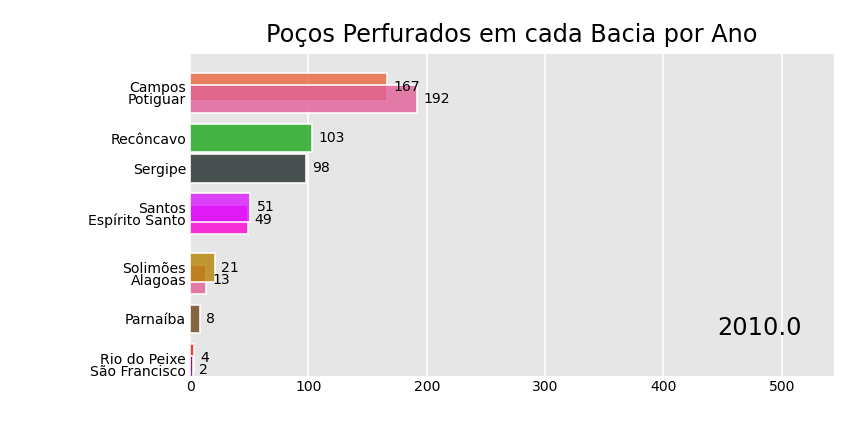 Poços Perfurados em cada Bacia por Ano
Campos 167
Potiguar 192
Recôncavo 103
Sergipe 98
Santos 51
Espírito Santo 49
Solimões 21
Alagoas 13
Parnaíba 8
2010.0
Rio do Peixe 4
São Francisco 2
0 100 200 300 400 500